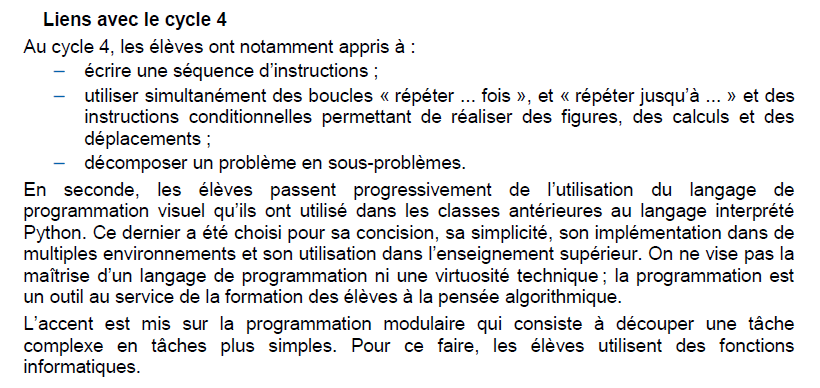 Liens avec le cycle 4
Au cycle 4, les élèves ont notamment appris à :
– écrire une séquence d’instructions ;
– utiliser simultanément des boucles « répéter ... fois », et « répéter jusqu’à ... » et des
instructions conditionnelles permettant de réaliser des figures, des calculs et des
déplacements ;
– décomposer un problème en sous-problèmes.
En seconde, les élèves passent progressivement de l’utilisation du langage de
programmation visuel qu’ils ont utilisé dans les classes antérieures au langage interprété
Python. Ce dernier a été choisi pour sa concision, sa simplicité, son implémentation dans de
multiples environnements et son utilisation dans l’enseignement supérieur. On ne vise pas la
maîtrise d’un langage de programmation ni une virtuosité technique ; la programmation est
un outil au service de la formation des élèves à la pensée algorithmique.
L’accent est mis sur la programmation modulaire qui consiste à découper une tâche
complexe en tâches plus simples. Pour ce faire, les élèves utilisent des fonctions
informatiques.